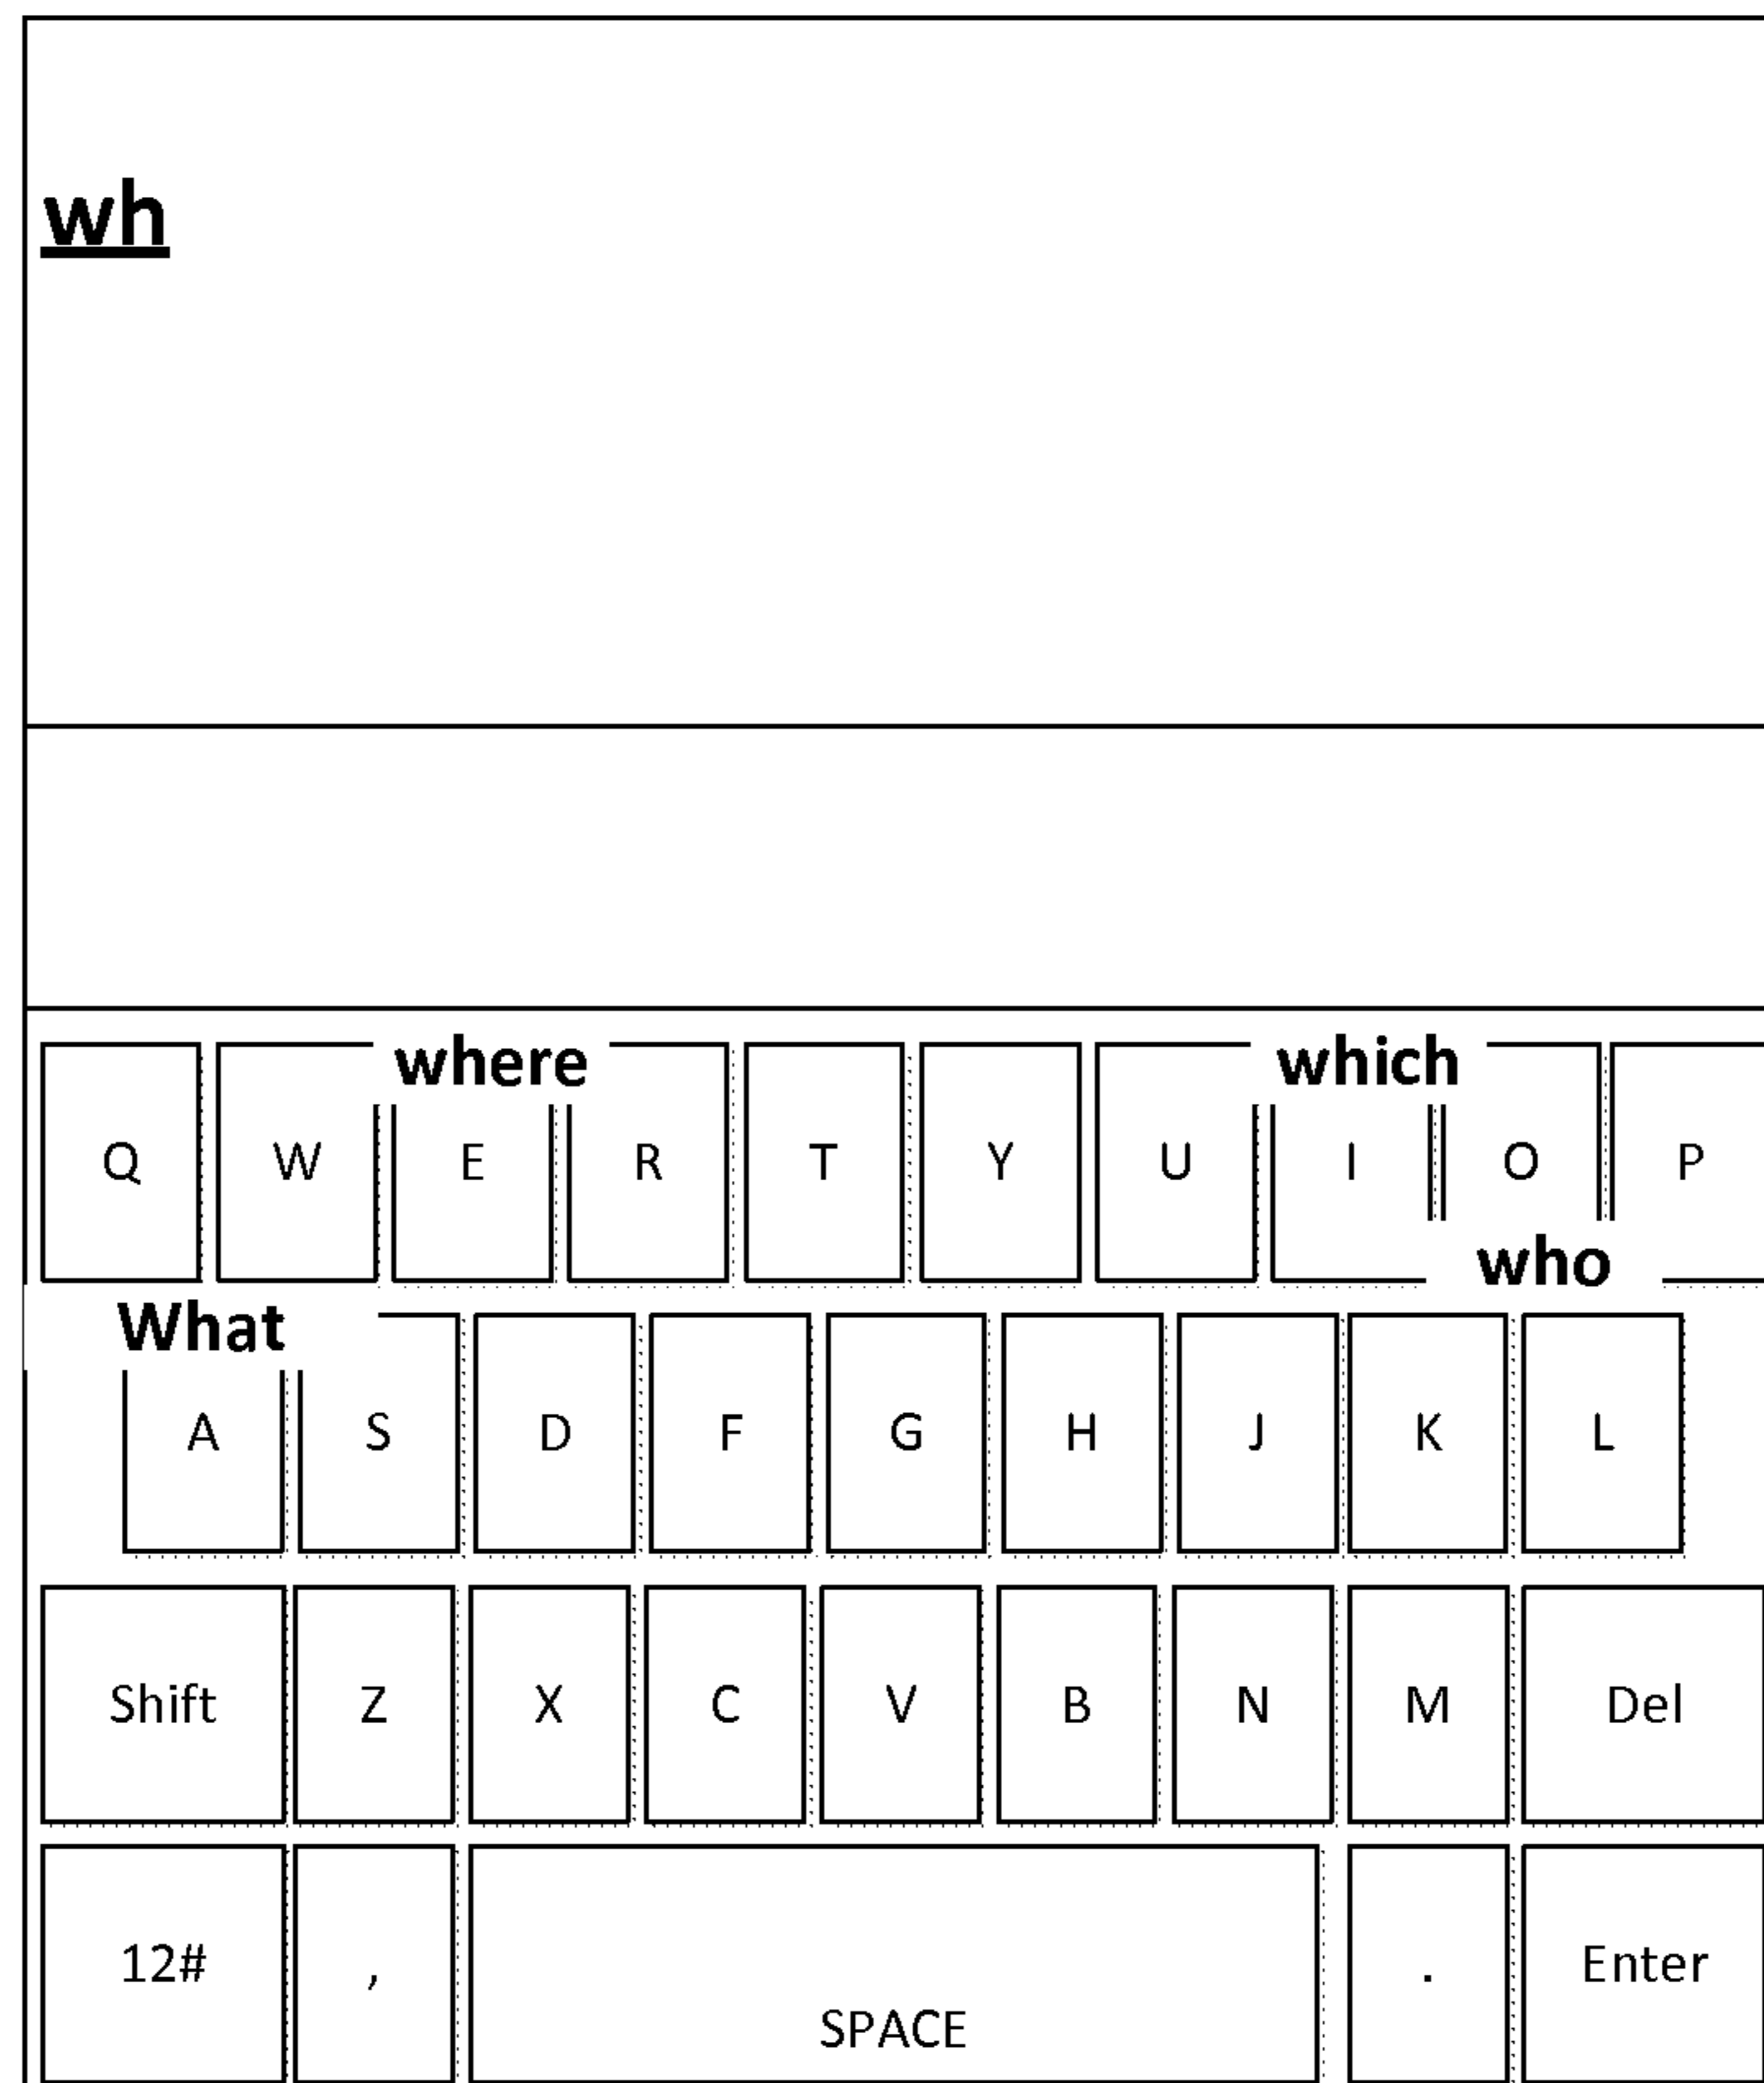 wh
where which
Q W E R T Y U I O P
who
What
A S D F G H J K L
Shift Z X C V B N M Del
12# , . Enter
SPACE